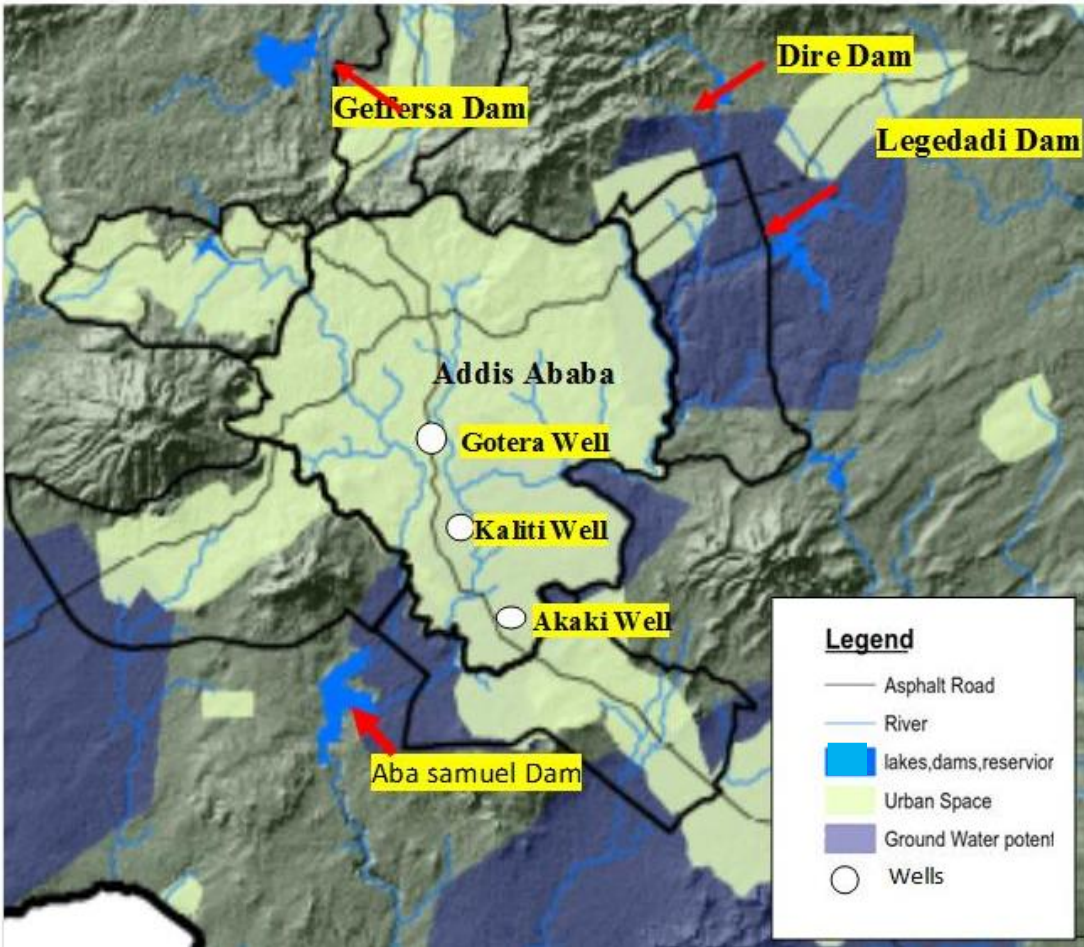 Dire Dam
Geffersa Dam
Legedadi Dam
Addis Ababa
Gotera Well
Kaliti Well
Akaki Well
Aba samuel Dam
Legend
Asphalt Road
River
lakes,dams,reservior
Urban Space
Ground Water potent
Wells